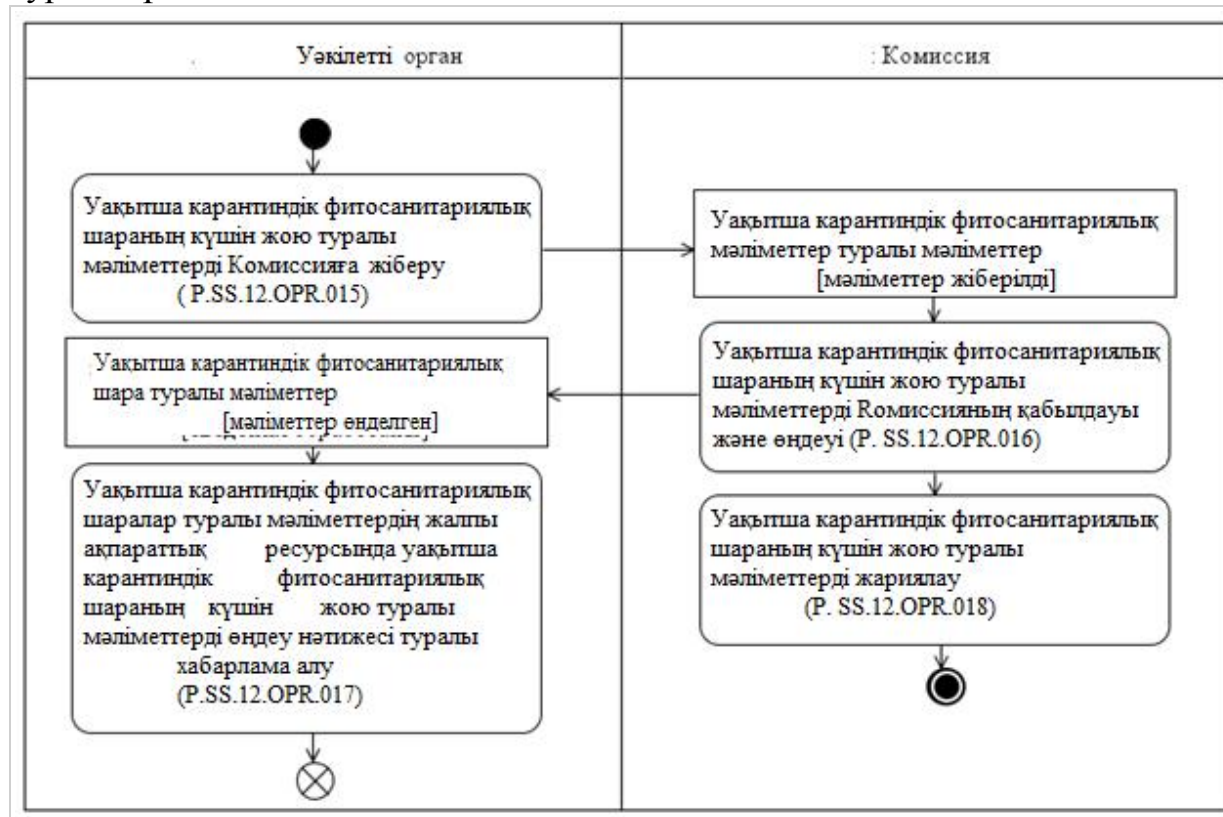 Уәкілетті орган
: Комиссия
Уақытша карантиндік фитосанитариялық
шараның күшін жою туралы
мәліметтерді Комиссияға жіберу
( P.SS.12.OPR.015)
Уақытша карантиндік фитосанитариялық
мәліметтер туралы мәліметтер
[мәліметтер жіберілді]
Уақытша карантиндік фитосанитариялық
шараның күшін жою туралы
мәліметтерді Rомиссияның қабылдауы
және өңдеуі (P. SS.12.OPR.016)
Уақытша карантиндік фитосанитариялық
шара туралы мәліметтер
[мәліметтер өнделген]
Уақытша карантиндік фитосанитариялық
шаралар туралы мәліметтердің жалпы
ақпараттық ресурсында уақытша
карантиндік фитосанитариялық
шараның күшін жою туралы
мәліметтерді өңдеу нәтижесі туралы
хабарлама алу
(P.SS.12.OPR.017)
Уақытша карантиндік фитосанитариялық
шараның күшін жою туралы
мәліметтерді жариялау
(P. SS.12.OPR.018)